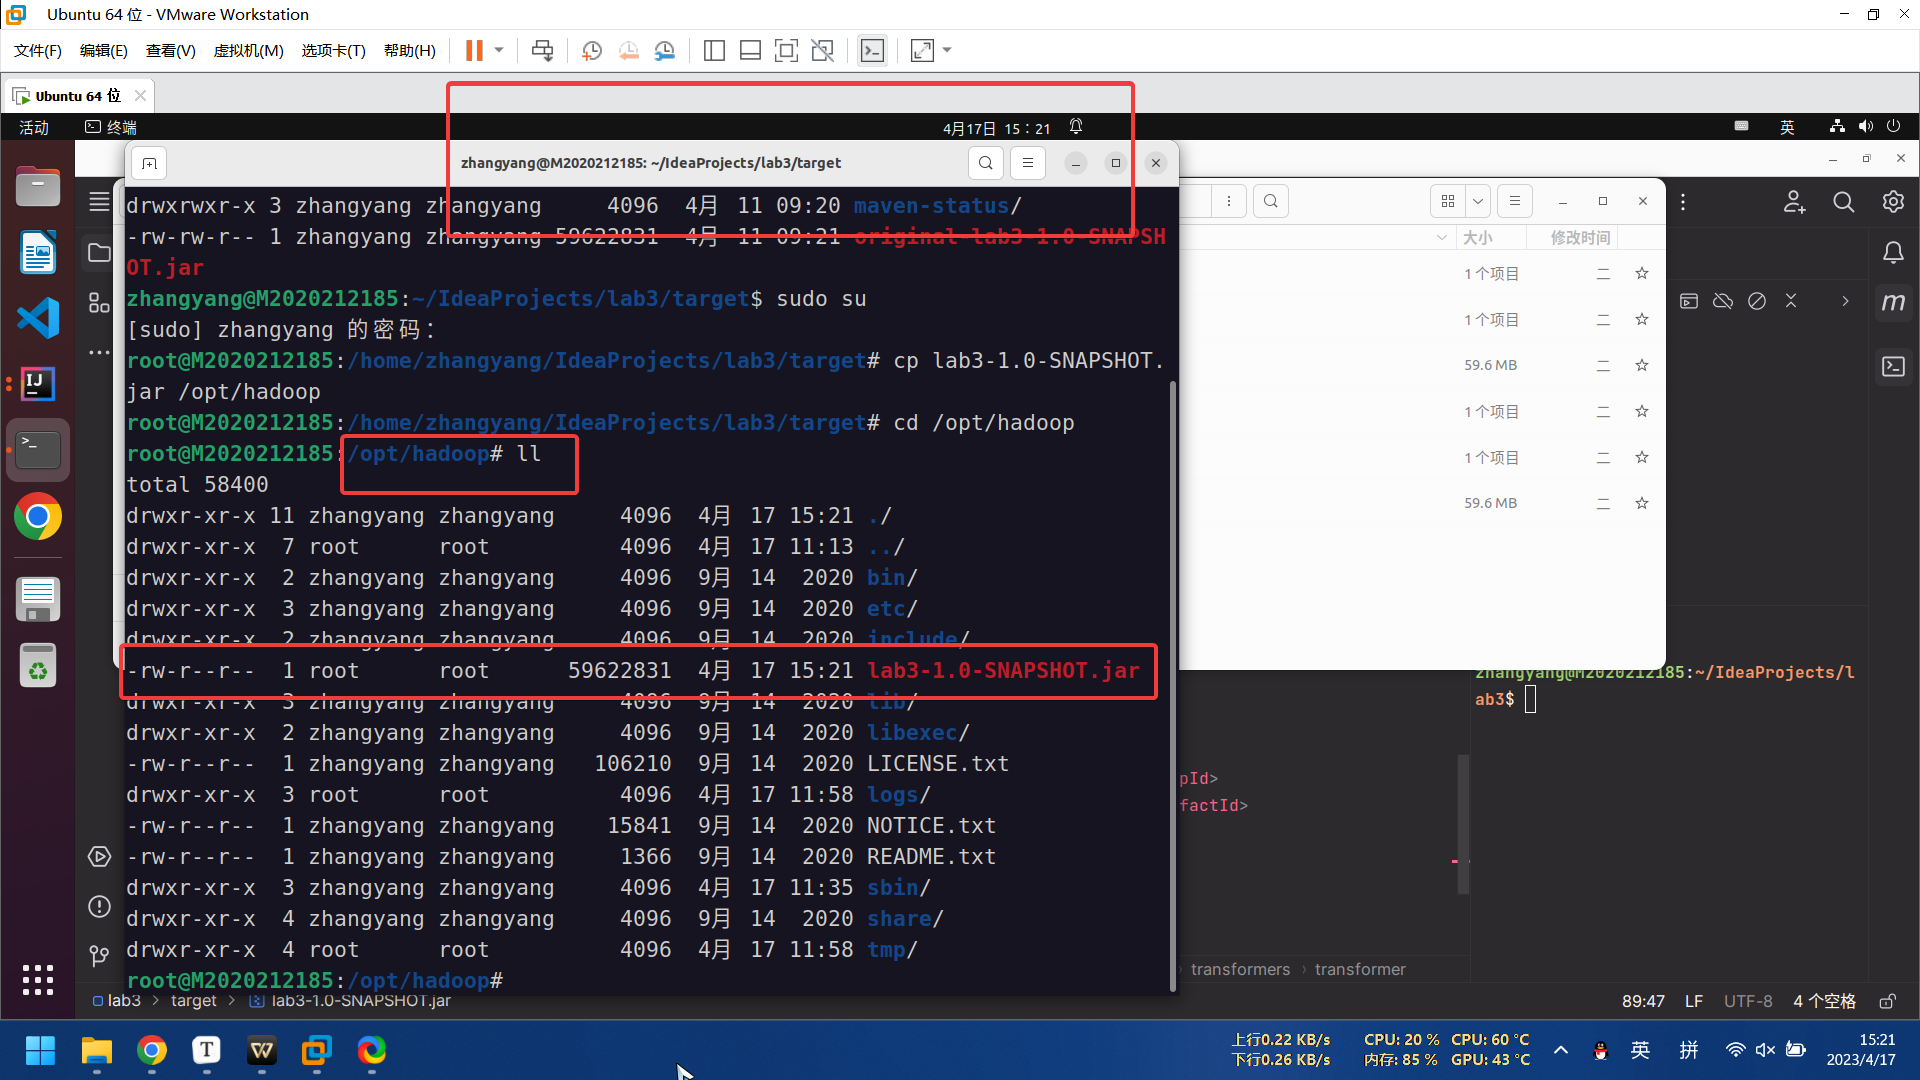 Ubuntu 64 位 - VMware Workstation
文件(F) 编辑(E) 查看(V) 虚拟机(M) 选项卡(T) 帮助(H)
Ubuntu 64 位
活动 终端 4月17日 15：21 英
zhangyang@M2020212185: ~/IdeaProjects/lab3/target
drwxrwxr-x 3 zhangyang zhangyang 4096 4月 11 09:20 maven-status/
-rw-rw-r-- 1 zhangyang zhangyang 59622831 4月 11 09:21 original-lab3-1.0-SNAPSH
OT.jar
zhangyang@M2020212185:~/IdeaProjects/lab3/target$ sudo su
[sudo] zhangyang 的密码：
root@M2020212185:/home/zhangyang/IdeaProjects/lab3/target# cp lab3-1.0-SNAPSHOT.
jar /opt/hadoop
root@M2020212185:/home/zhangyang/IdeaProjects/lab3/target# cd /opt/hadoop
root@M2020212185:/opt/hadoop# ll
total 58400
drwxr-xr-x 11 zhangyang zhangyang 4096 4月 17 15:21 ./
drwxr-xr-x 7 root root 4096 4月 17 11:13 ../
drwxr-xr-x 2 zhangyang zhangyang 4096 9月 14 2020 bin/
drwxr-xr-x 3 zhangyang zhangyang 4096 9月 14 2020 etc/
drwxr-xr-x 2 zhangyang zhangyang 4096 9月 14 2020 include/
-rw-r--r-- 1 root root 59622831 4月 17 15:21 lab3-1.0-SNAPSHOT.jar
drwxr-xr-x 3 zhangyang zhangyang 4096 9月 14 2020 lib/
drwxr-xr-x 2 zhangyang zhangyang 4096 9月 14 2020 libexec/
-rw-r--r-- 1 zhangyang zhangyang 106210 9月 14 2020 LICENSE.txt
drwxr-xr-x 3 root root 4096 4月 17 11:58 logs/
-rw-r--r-- 1 zhangyang zhangyang 15841 9月 14 2020 NOTICE.txt
-rw-r--r-- 1 zhangyang zhangyang 1366 9月 14 2020 README.txt
drwxr-xr-x 3 zhangyang zhangyang 4096 4月 17 11:35 sbin/
drwxr-xr-x 4 zhangyang zhangyang 4096 9月 14 2020 share/
drwxr-xr-x 4 root root 4096 4月 17 11:58 tmp/
root@M2020212185:/opt/hadoop#
大小 修改时间
1 个项目 二
1 个项目 二
59.6 MB 二
1 个项目 二
1 个项目 二
59.6 MB 二
zhangyang@M2020212185:~/IdeaProjects/l
ab3$
pId>
factId>
transformers › transformer
lab3 > target > lab3-1.0-SNAPSHOT.jar
89:47 LF UTF-8 4 个空格
上行0.22 KB/s CPU: 20 % CPU: 60 °C
下行0.26 KB/s 内存: 85 % GPU: 43 °C
英 拼
15:21
2023/4/17